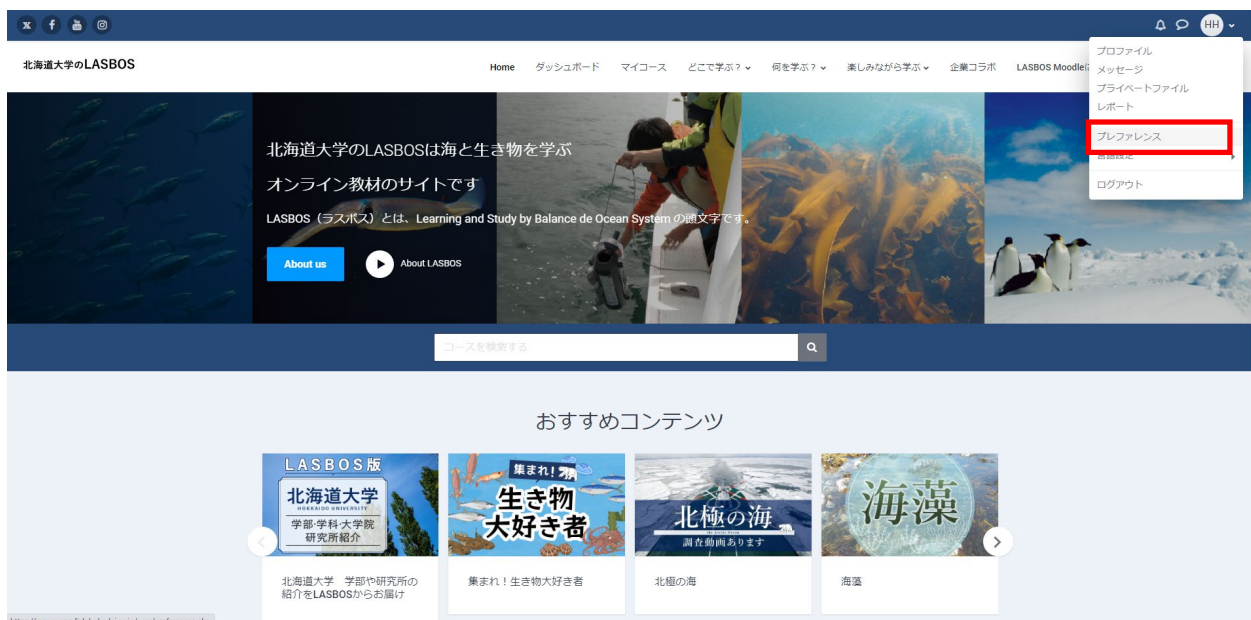 HH
プロファイル
メッセージ
プライベートファイル
レポート
プレファレンス
言語設定
ログアウト
北海道大学のLASBOS
Home ダッシュボード マイコース どこで学ぶ? 何を学ぶ? 楽しみながら学ぶ 企業コラボ LASBOS Moodleに
北海道大学のLASBOSは海と生き物を学ぶ
オンライン教材のサイトです
LASBOS(ラスボス)とは、Learning and Study by Balance de Ocean System の頭文字です。
About us About LASBOS
コースを検索する
おすすめコンテンツ
LASBOS版
北海道大学
HOKKAIDO UNIVERSITY
学部・学科・大学院
研究所紹介
集まれ!
生き物
大好き者
北極の海
調査動画あります
海藻
北海道大学 学部や研究所の
紹介をLASBOSからお届け
集まれ!生き物大好き者
北極の海
海藻